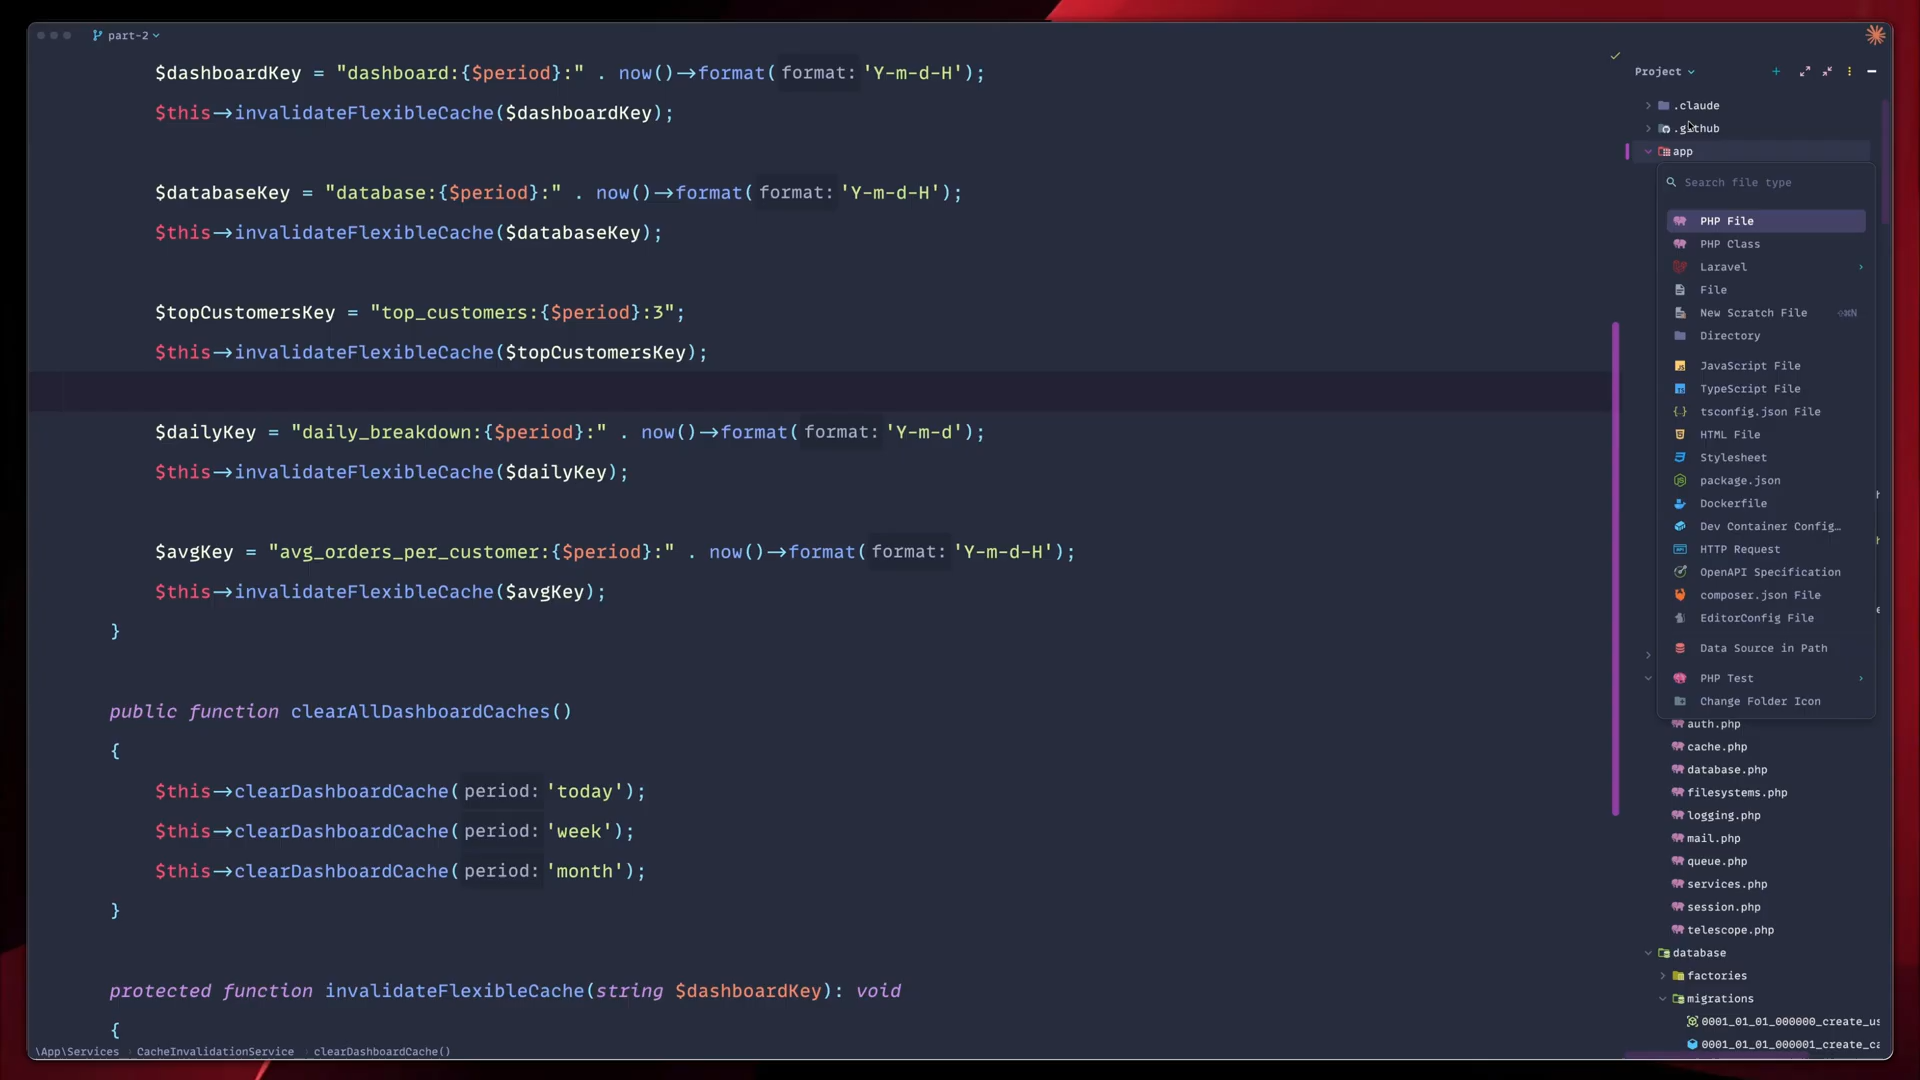 part-2
$dashboardKey = "dashboard:{$period}:" . now()→format( format: 'Y-m-d-H');
$this→invalidateFlexibleCache($dashboardKey);
$databaseKey = "database:{$period}:" . now()→format( format: 'Y-m-d-H');
$this→invalidateFlexibleCache($databaseKey);
$topCustomersKey = "top_customers:{$period}:3";
$this→invalidateFlexibleCache($topCustomersKey);
$dailyKey = "daily_breakdown:{$period}:" . now()→format( format: 'Y-m-d');
$this→invalidateFlexibleCache($dailyKey);
$avgKey = "avg_orders_per_customer:{$period}:" . now()→format( format: 'Y-m-d-H');
$this→invalidateFlexibleCache($avgKey);
}
public function clearAllDashboardCaches()
{
$this→clearDashboardCache( period: 'today');
$this→clearDashboardCache( period: 'week');
$this→clearDashboardCache( period: 'month');
}
protected function invalidateFlexibleCache(string $dashboardKey): void
{
\App\Services › CacheInvalidationService › clearDashboardCache()
Project
.claude
.github
app
Search file type
PHP File
PHP Class
Laravel
File
New Scratch File ⇧⌘N
Directory
JavaScript File
TypeScript File
tsconfig.json File
HTML File
Stylesheet
package.json
Dockerfile
Dev Container Config…
HTTP Request
OpenAPI Specification
composer.json File
EditorConfig File
Data Source in Path
PHP Test
Change Folder Icon
auth.php
cache.php
database.php
filesystems.php
logging.php
mail.php
queue.php
services.php
session.php
telescope.php
database
factories
migrations
0001_01_01_000000_create_us
0001_01_01_000001_create_ca